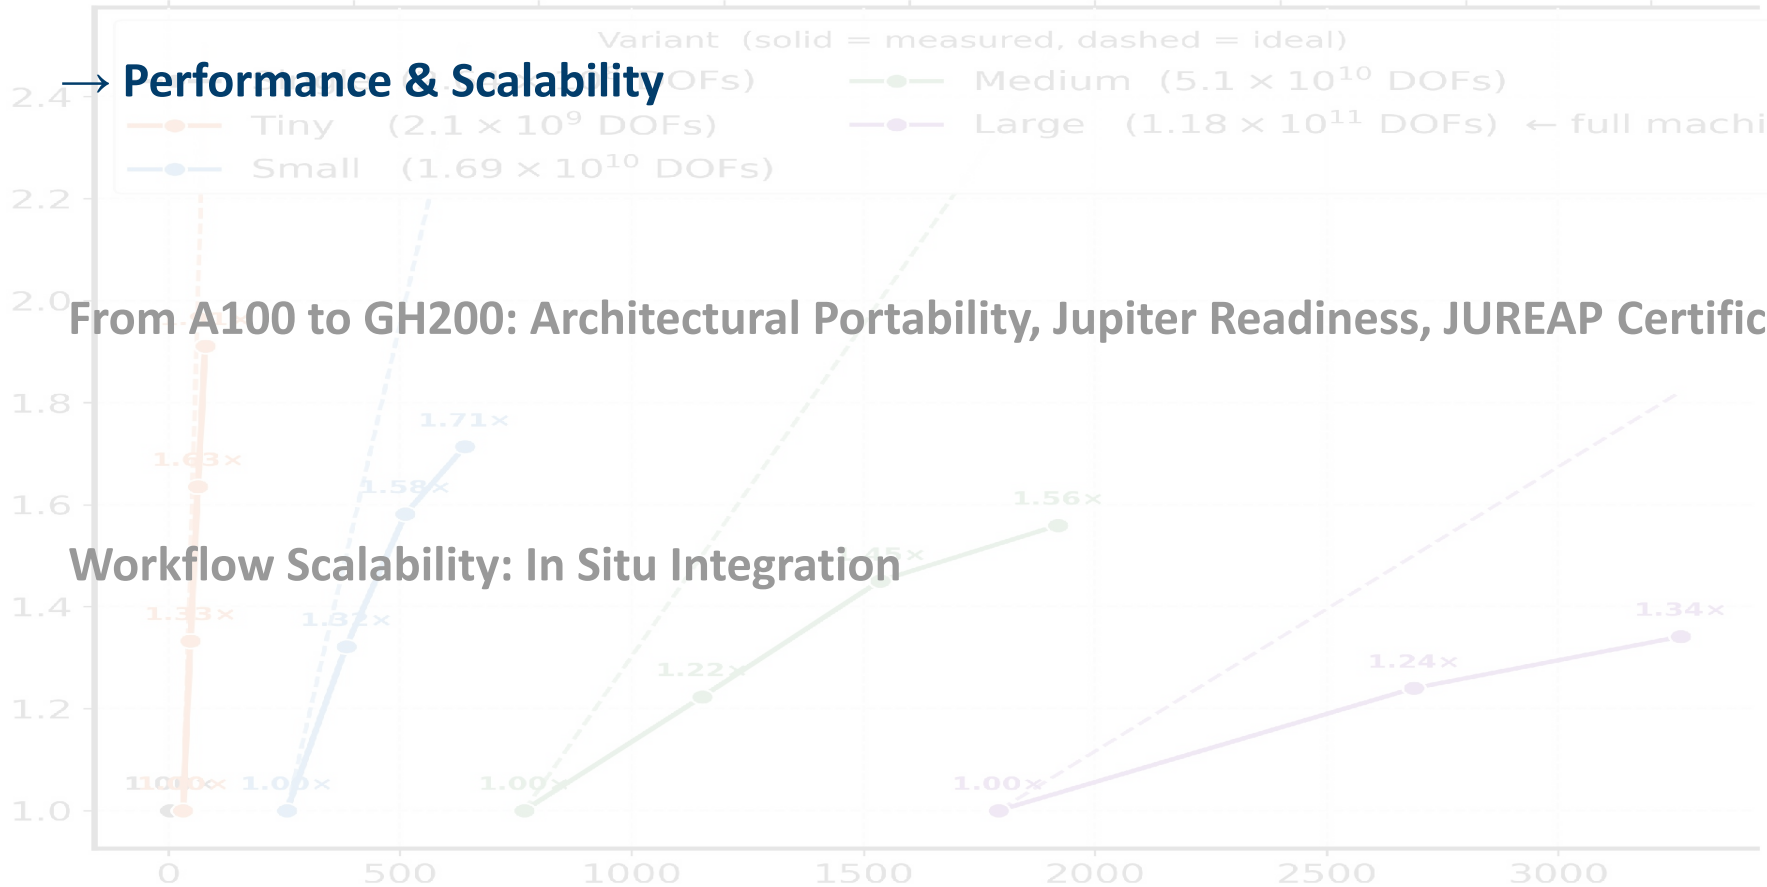 Variant (solid = measured, dashed = ideal)
→ Performance & Scalability
DOFs)
Medium (5.1 × 10¹⁰ DOFs)
Tiny (2.1 × 10⁹ DOFs)
Large (1.18 × 10¹¹ DOFs) ← full machi
Small (1.69 × 10¹⁰ DOFs)
2.4
2.2
2.0
From A100 to GH200: Architectural Portability, Jupiter Readiness, JUREAP Certific
1.8
1.71×
1.63×
1.58×
1.6
1.56×
Workflow Scalability: In Situ Integration
1.4
1.33×
1.32×
1.34×
1.22×
1.24×
1.2
1.00× 1.00× 1.00×
1.0
0 500 1000 1500 2000 2500 3000